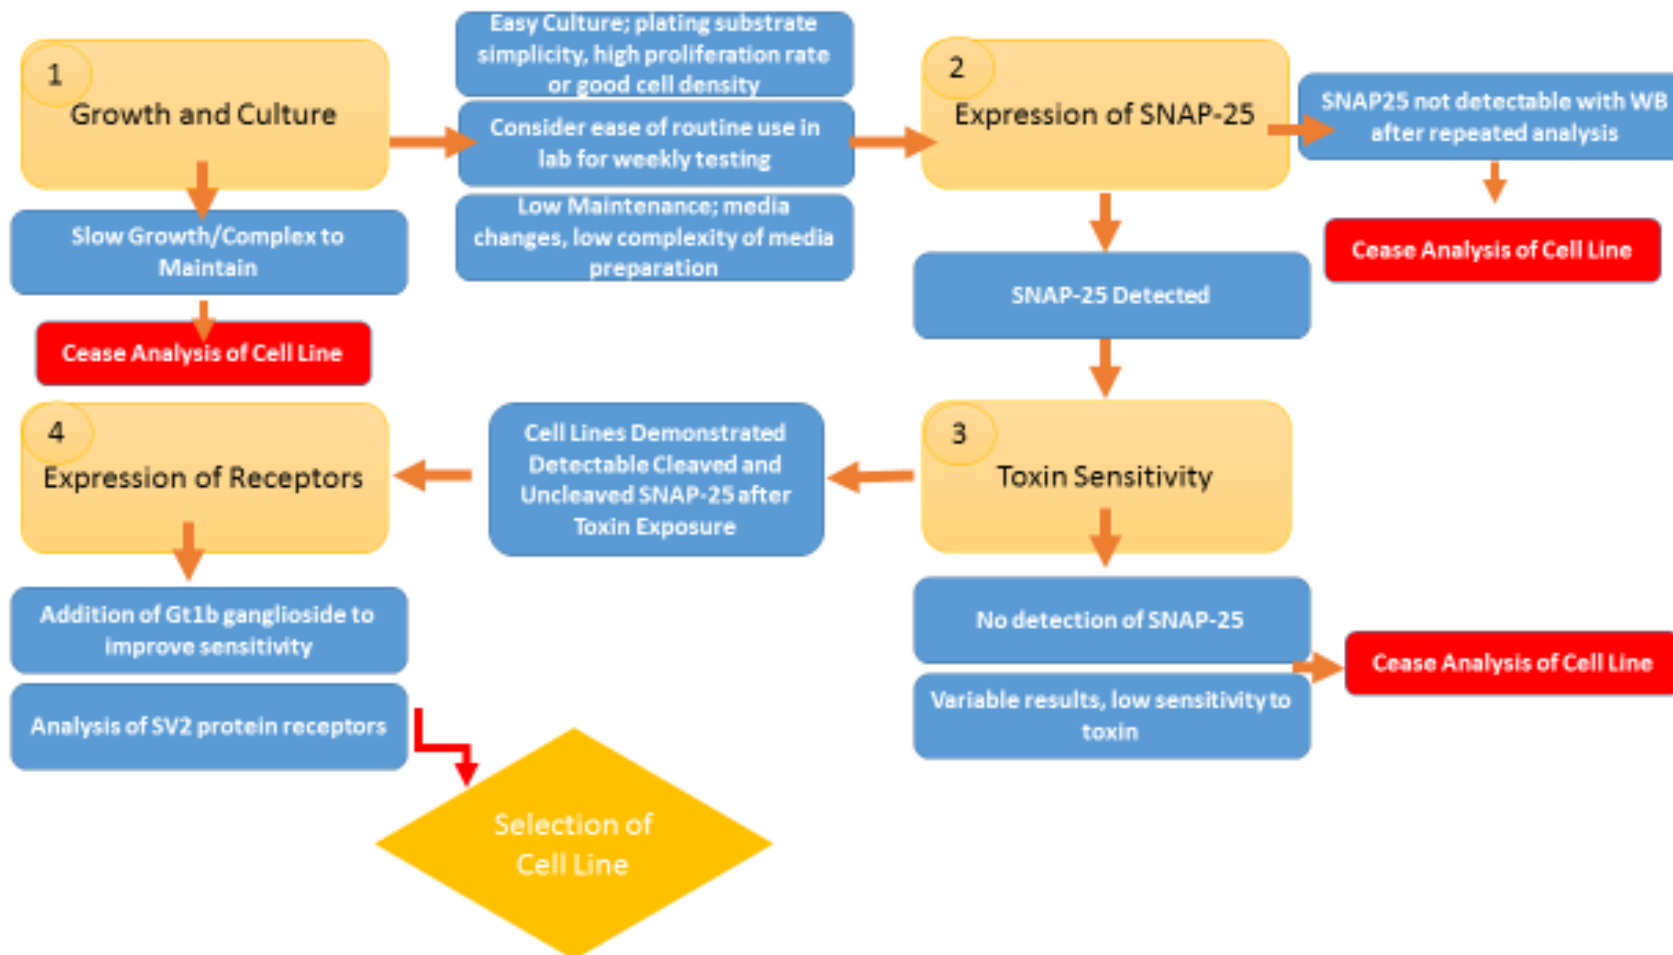 1
Growth and Culture
Slow Growth/Complex to
Maintain
Cease Analysis of Cell Line
Easy Culture; plating substrate
simplicity, high proliferation rate
or good cell density
Consider ease of routine use in
lab for weekly testing
Low Maintenance; media
changes, low complexity of media
preparation
2
Expression of SNAP-25
SNAP25 not detectable with WB
after repeated analysis
Cease Analysis of Cell Line
SNAP-25 Detected
3
Toxin Sensitivity
No detection of SNAP-25
Variable results, low sensitivity to
toxin
Cease Analysis of Cell Line
Cell Lines Demonstrated
Detectable Cleaved and
Uncleaved SNAP-25 after
Toxin Exposure
4
Expression of Receptors
Addition of Gt1b ganglioside to
improve sensitivity
Analysis of SV2 protein receptors
Selection of
Cell Line